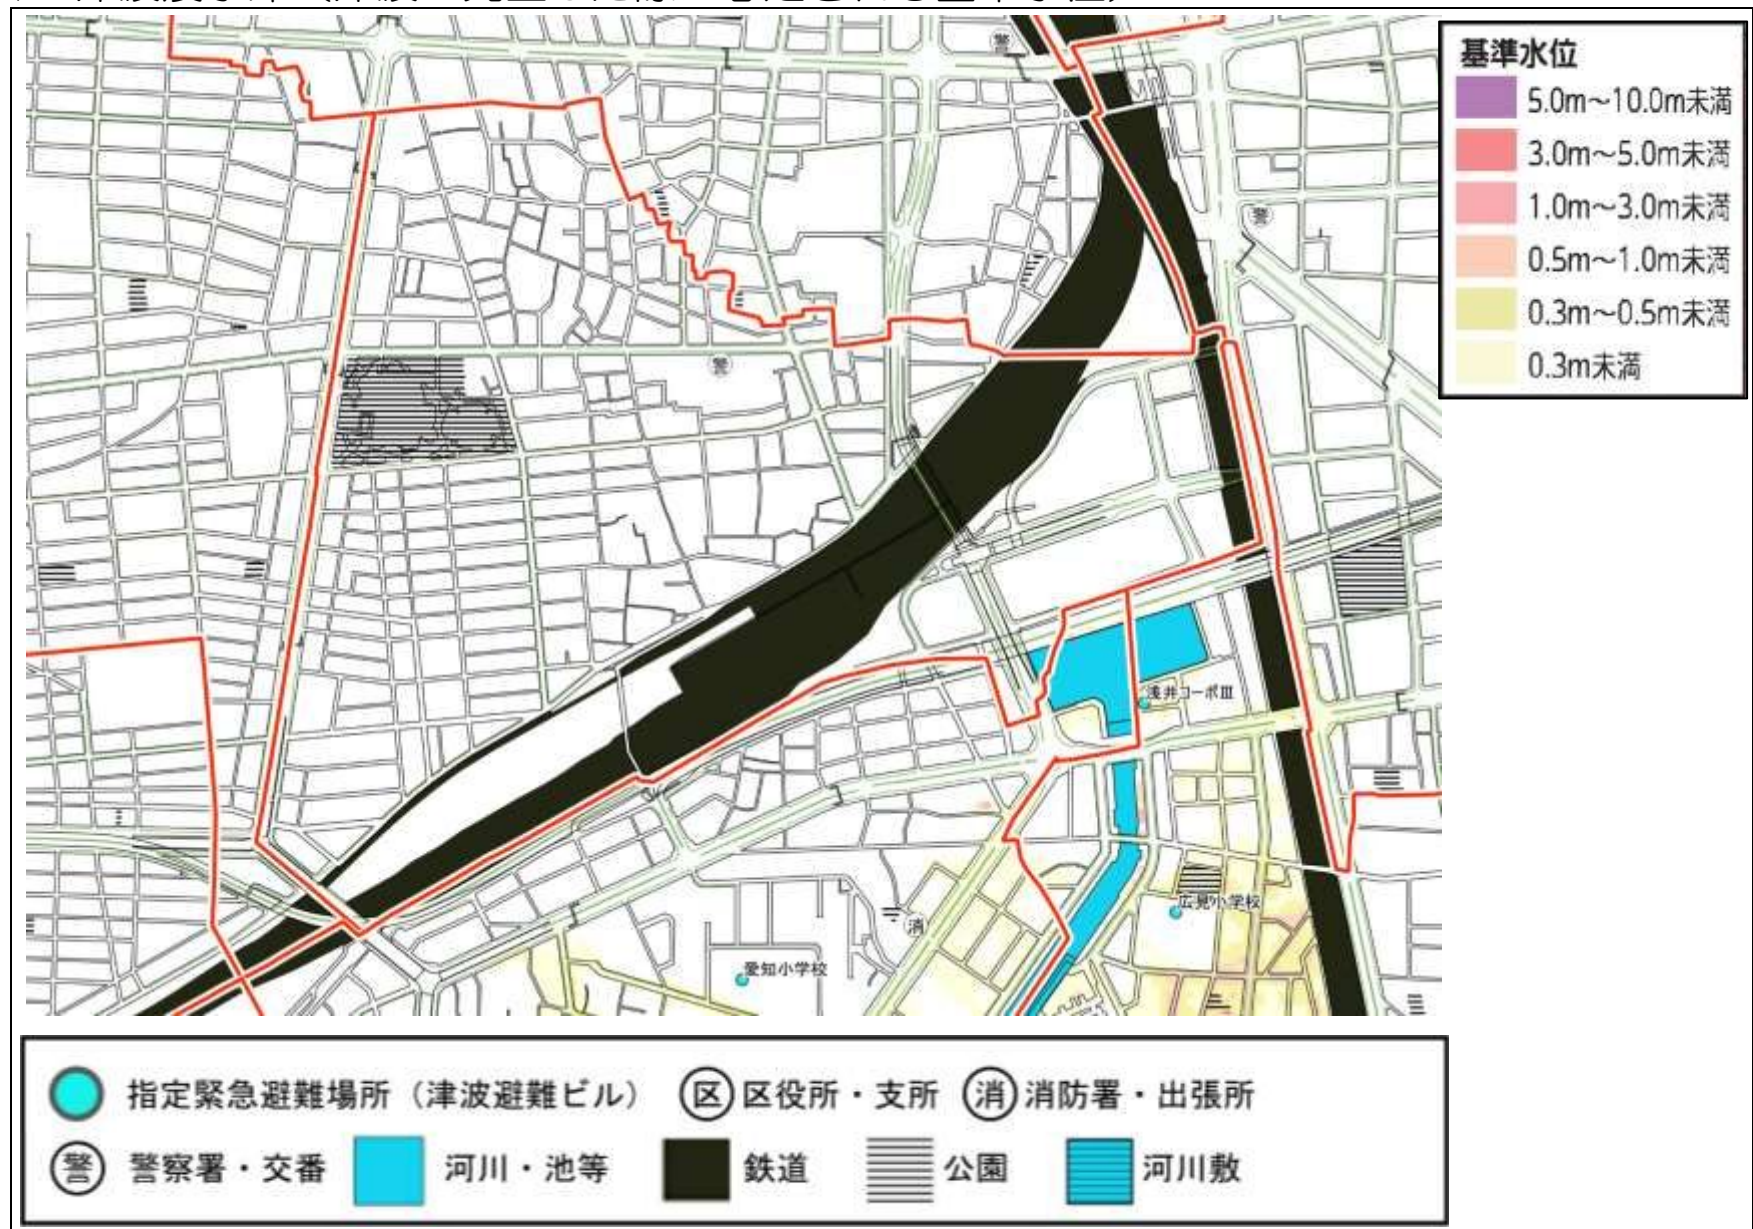 警
基準水位
5.0m～10.0m未満
3.0m～5.0m未満
1.0m～3.0m未満
0.5m～1.0m未満
0.3m～0.5m未満
0.3m未満
警
警
浅井コーポⅢ
広見小学校
消
愛知小学校
指定緊急避難場所（津波避難ビル）
区 区役所・支所
消 消防署・出張所
警 警察署・交番
河川・池等
鉄道
公園
河川敷